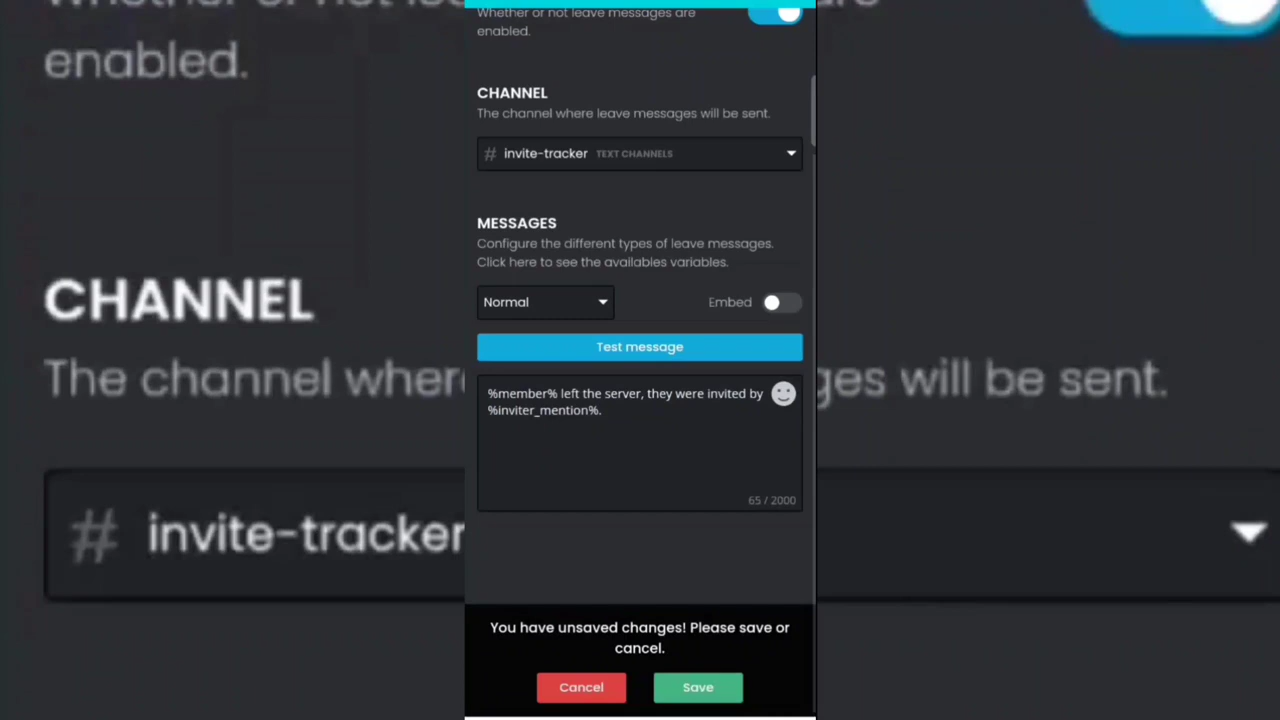 Whether or not leave messages are
enabled.
CHANNEL
The channel where leave messages will be sent.
# invite-tracker TEXT CHANNELS
MESSAGES
Configure the different types of leave messages.
Click here to see the availables variables.
Normal
Embed
Test message
%member% left the server, they were invited by
%inviter_mention%.
65 / 2000
You have unsaved changes! Please save or
cancel.
Cancel
Save
enabled.
CHANNEL
The channel
ges will be sent.
# invite-tracker